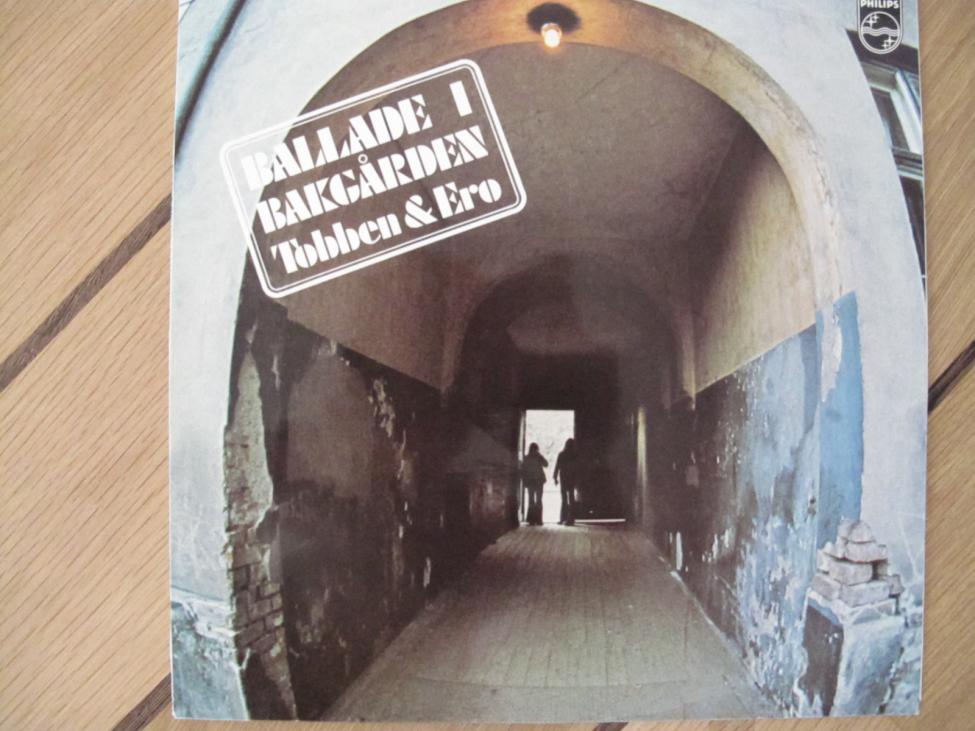 PHILIPS
BALLADE I
BAKGÅRDEN
Tobben & Ero